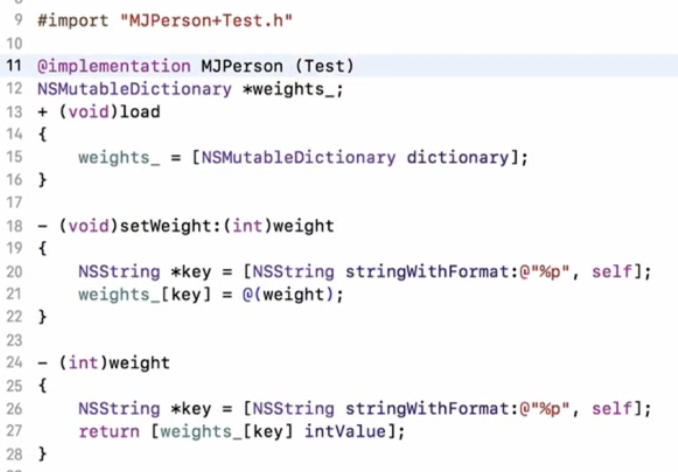 9 #import "MJPerson+Test.h"
10
11 @implementation MJPerson (Test)
12 NSMutableDictionary *weights_;
13 + (void)load
14 {
15     weights_ = [NSMutableDictionary dictionary];
16 }
17
18 - (void)setWeight:(int)weight
19 {
20     NSString *key = [NSString stringWithFormat:@"%p", self];
21     weights_[key] = @(weight);
22 }
23
24 - (int)weight
25 {
26     NSString *key = [NSString stringWithFormat:@"%p", self];
27     return [weights_[key] intValue];
28 }